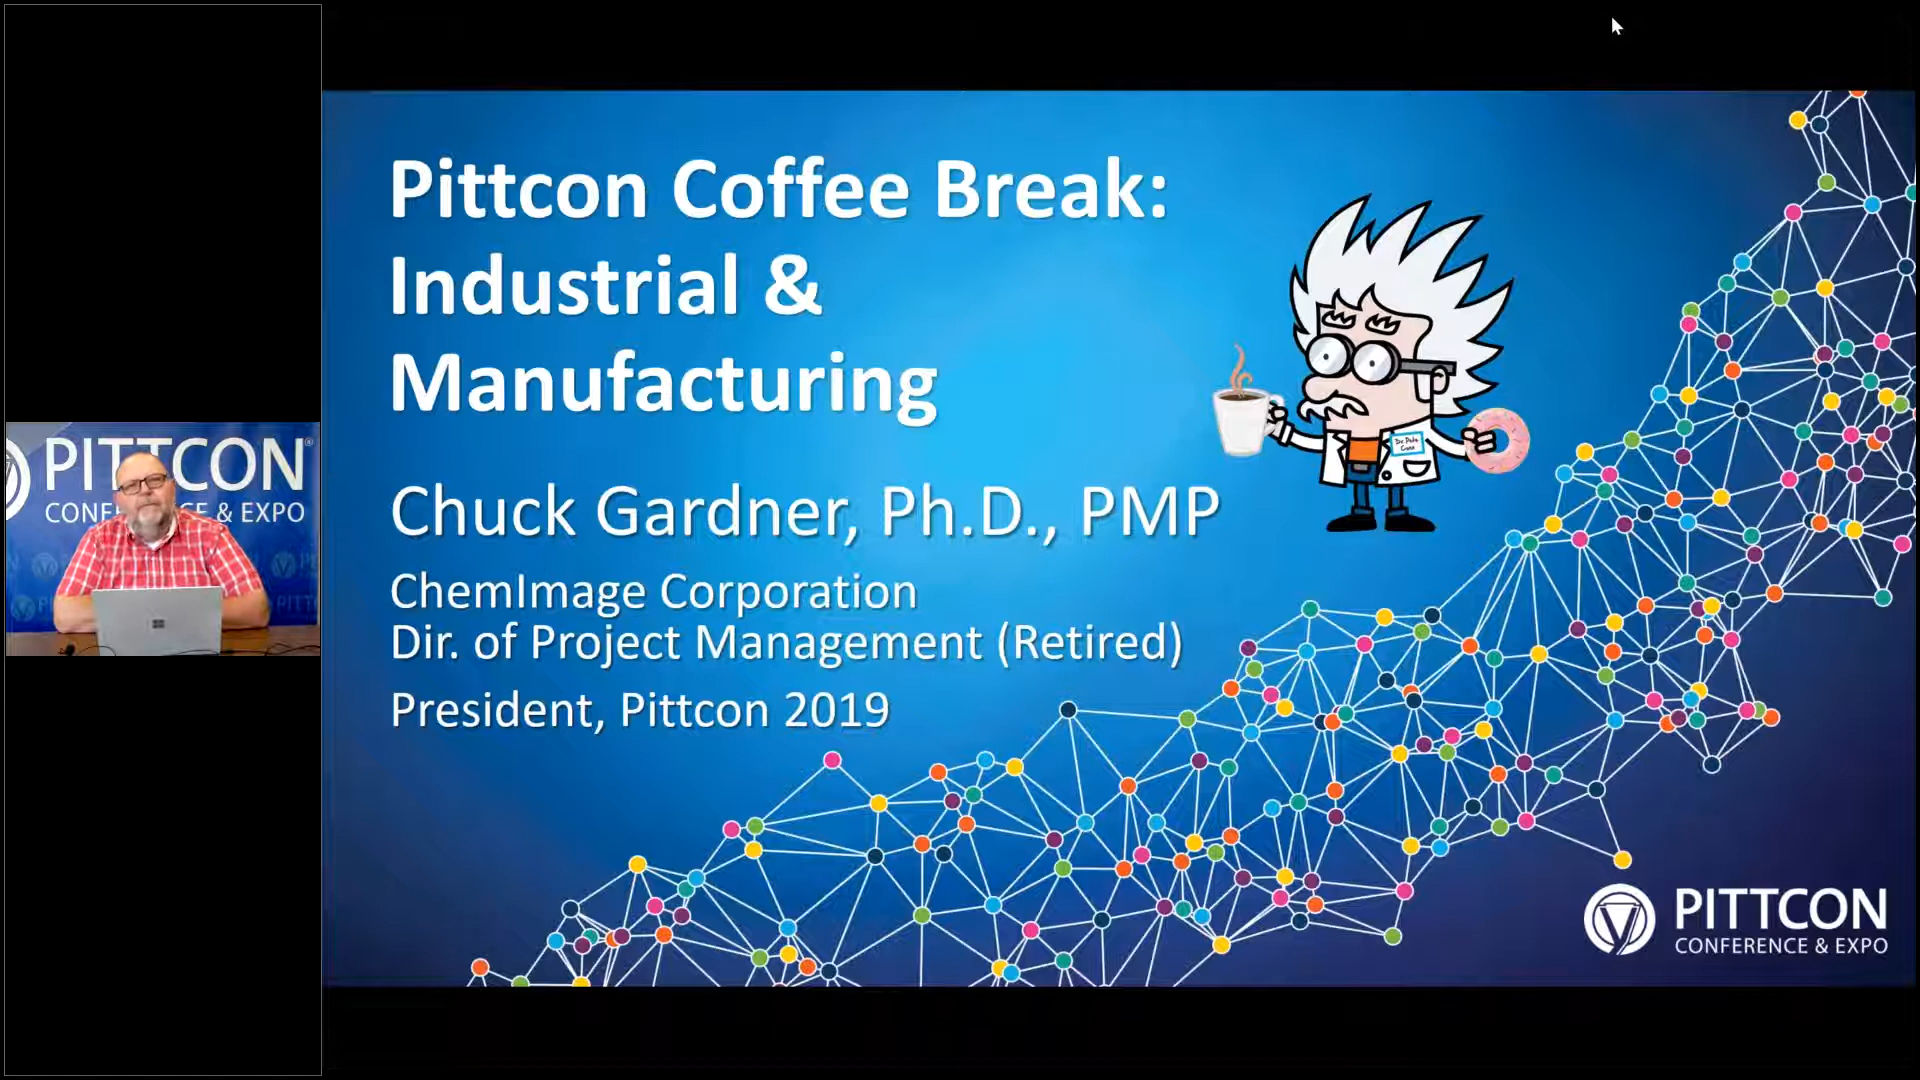 PITTCON
CONFERENCE & EXPO
Pittcon Coffee Break:
Industrial &
Manufacturing
Chuck Gardner, Ph.D., PMP
ChemImage Corporation
Dir. of Project Management (Retired)
President, Pittcon 2019
PITTCON
CONFERENCE & EXPO